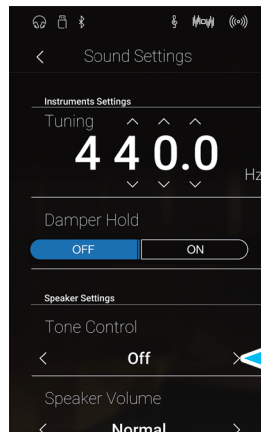 Sound Settings
Instruments Settings
Tuning
440.0
Hz
Damper Hold
OFF ON
Speaker Settings
Tone Control
Off
Speaker Volume
Normal